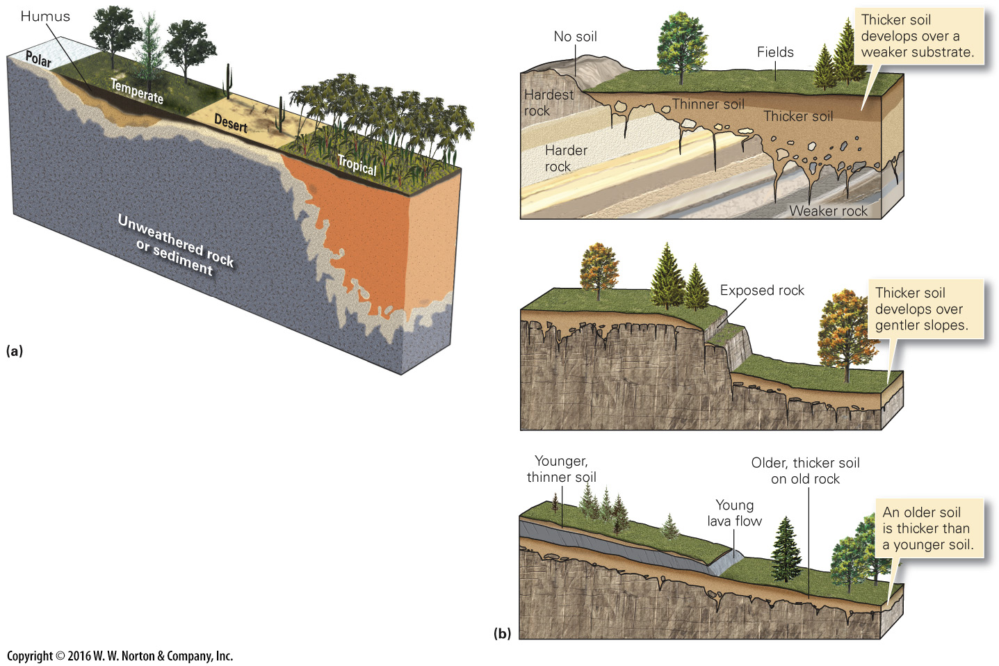 Humus
Polar
Temperate
Desert
Tropical
Unweathered rock
or sediment
(a)
No soil
Fields
Thicker soil
develops over a
weaker substrate.
Hardest
rock
Thinner soil
Thicker soil
Harder
rock
Weaker rock
Exposed rock
Thicker soil
develops over
gentler slopes.
Younger,
thinner soil
Older, thicker soil
on old rock
Young
lava flow
An older soil
is thicker than
a younger soil.
(b)
Copyright © 2016 W. W. Norton & Company, Inc.